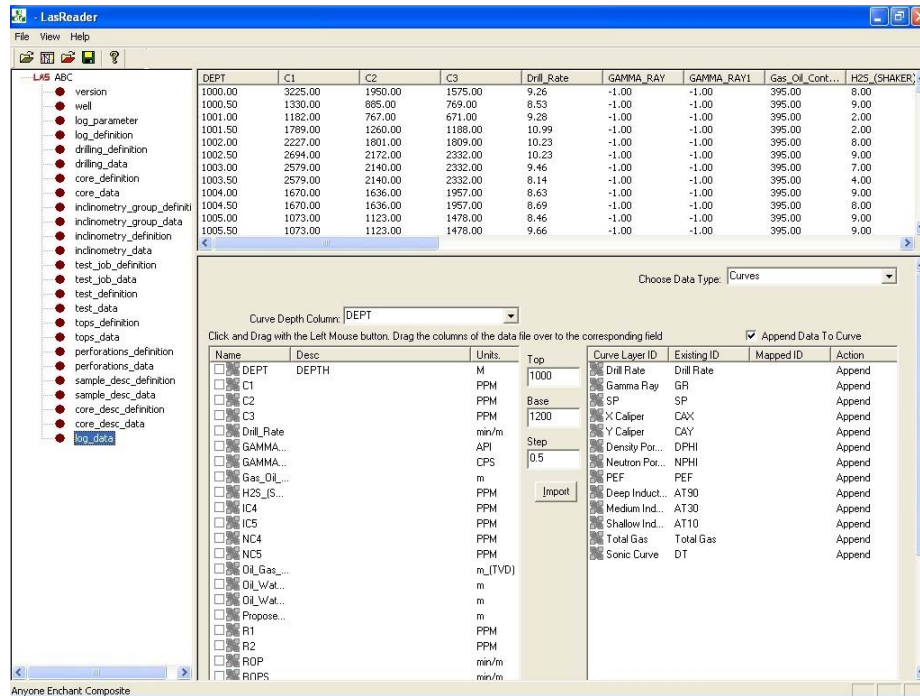 - LasReader
File View Help
LAS ABC
version
well
log_parameter
log_definition
drilling_definition
drilling_data
core_definition
core_data
inclinometry_group_definiti
inclinometry_group_data
inclinometry_definition
inclinometry_data
test_job_definition
test_job_data
test_definition
test_data
tops_definition
tops_data
perforations_definition
perforations_data
sample_desc_definition
sample_desc_data
core_desc_definition
core_desc_data
log_data
DEPT C1 C2 C3 Drill_Rate GAMMA_RAY GAMMA_RAY1 Gas_Oil_Cont... H2S_(SHAKER)
1000.00 3225.00 1950.00 1575.00 9.26 -1.00 -1.00 395.00 8.00
1000.50 1330.00 885.00 769.00 8.53 -1.00 -1.00 395.00 9.00
1001.00 1182.00 767.00 671.00 9.28 -1.00 -1.00 395.00 2.00
1001.50 1789.00 1260.00 1188.00 10.99 -1.00 -1.00 395.00 2.00
1002.00 2227.00 1801.00 1809.00 10.23 -1.00 -1.00 395.00 8.00
1002.50 2694.00 2172.00 2332.00 10.23 -1.00 -1.00 395.00 9.00
1003.00 2579.00 2140.00 2332.00 9.46 -1.00 -1.00 395.00 7.00
1003.50 2579.00 2140.00 2332.00 8.14 -1.00 -1.00 395.00 4.00
1004.00 1670.00 1636.00 1957.00 8.63 -1.00 -1.00 395.00 9.00
1004.50 1670.00 1636.00 1957.00 8.69 -1.00 -1.00 395.00 8.00
1005.00 1073.00 1123.00 1478.00 8.46 -1.00 -1.00 395.00 9.00
1005.50 1073.00 1123.00 1478.00 9.66 -1.00 -1.00 395.00 9.00
Choose Data Type: Curves
Curve Depth Column: DEPT
Click and Drag with the Left Mouse button. Drag the columns of the data file over to the corresponding field
Append Data To Curve
Name Desc Units.
DEPT DEPTH M
C1 PPM
C2 PPM
C3 PPM
Drill_Rate min/m
GAMMA... API
GAMMA... CPS
Gas_Oil_... m
H2S_(S... PPM
IC4 PPM
IC5 PPM
NC4 PPM
NC5 PPM
Oil_Gas_... m_(TVD)
Oil_Wat... m
Oil_Wat... m
Propose... m
R1 PPM
R2 PPM
ROP min/m
ROPS min/m
Top
1000
Base
1200
Step
0.5
Import
Curve Layer ID Existing ID Mapped ID Action
Drill Rate Drill Rate Append
Gamma Ray GR Append
SP SP Append
X Caliper CAX Append
Y Caliper CAY Append
Density Por... DPHI Append
Neutron Por... NPHI Append
PEF PEF Append
Deep Induct... AT90 Append
Medium Ind... AT30 Append
Shallow Ind... AT10 Append
Total Gas Total Gas Append
Sonic Curve DT Append
Anyone Enchant Composite